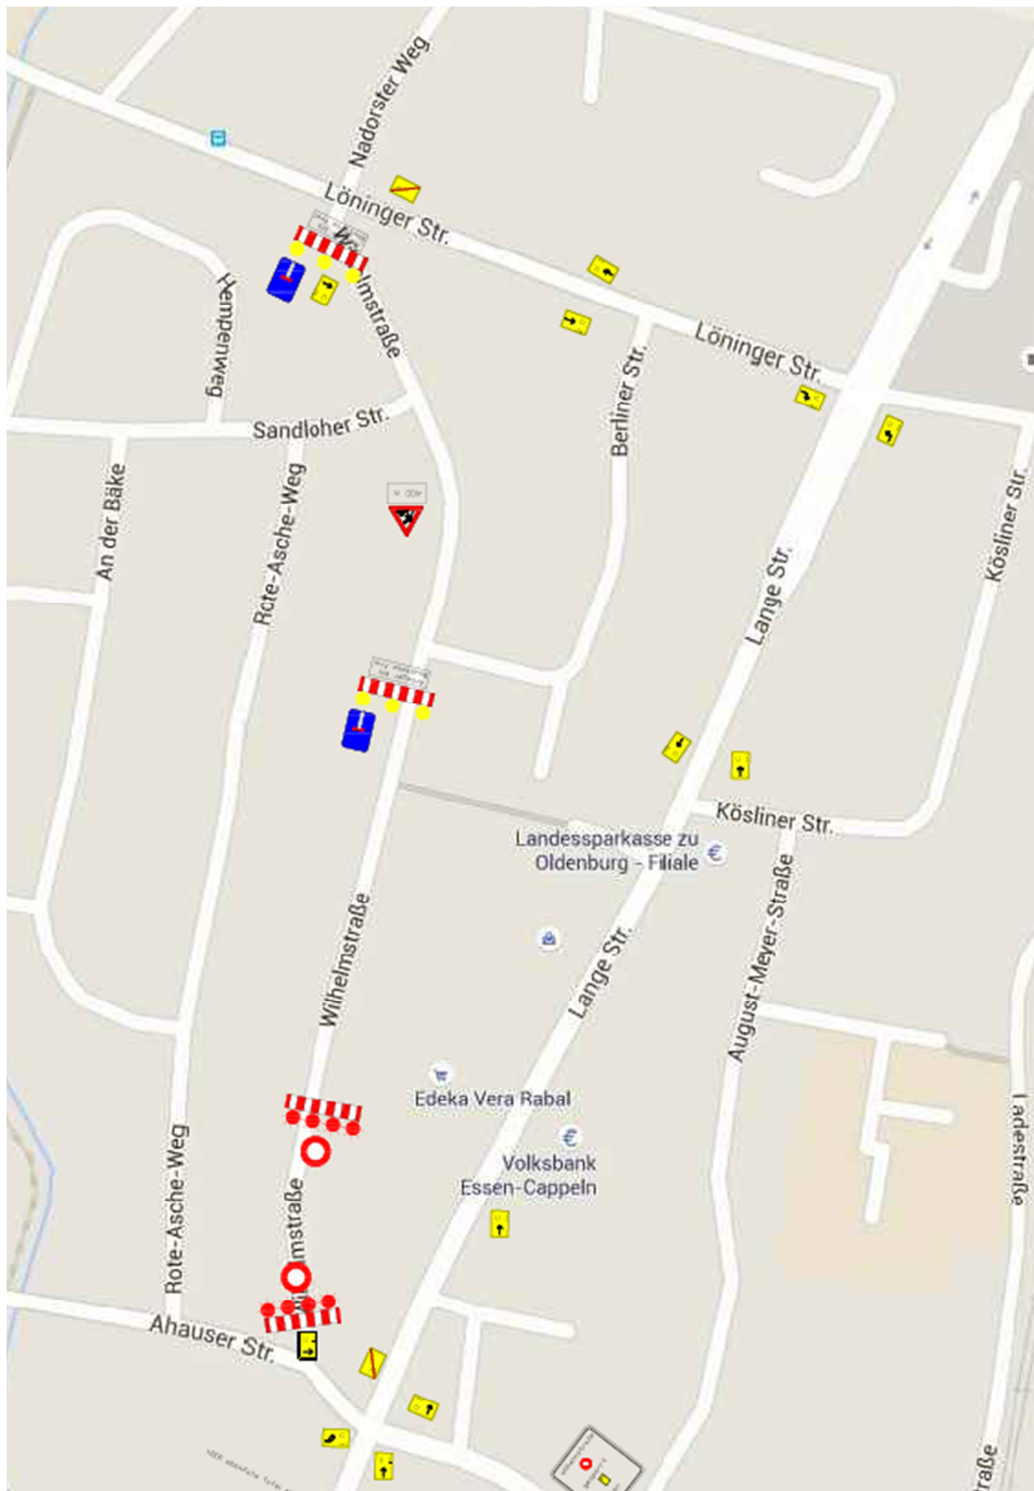 Nadorster Weg
Löninger Str.
Hempenweg
lmstraße
Löninger Str.
Berliner Str.
Sandloher Str.
An der Bäke
Rote-Asche-Weg
Kösliner Str.
Lange Str.
Kösliner Str.
Landessparkasse zu
Oldenburg - Filiale
August-Meyer-Straße
Wilhelmstraße
Lange Str.
Edeka Vera Rabal
Volksbank
Essen-Cappeln
Ladestraße
Rote-Asche-Weg
lmstraße
Ahauser Str.
raße